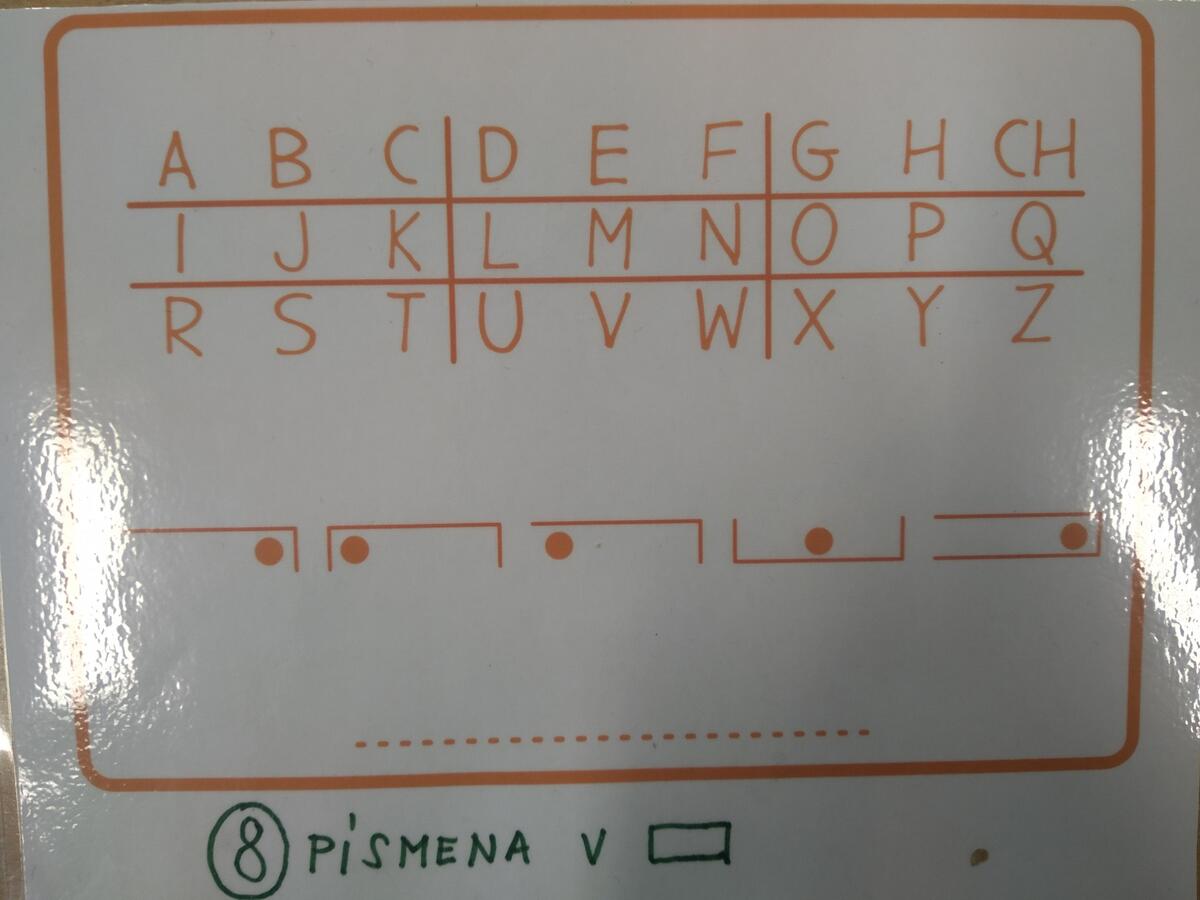 A B C D E F G H CH
I J K L M N O P Q
R S T U V W X Y Z
8 PÍSMENA V